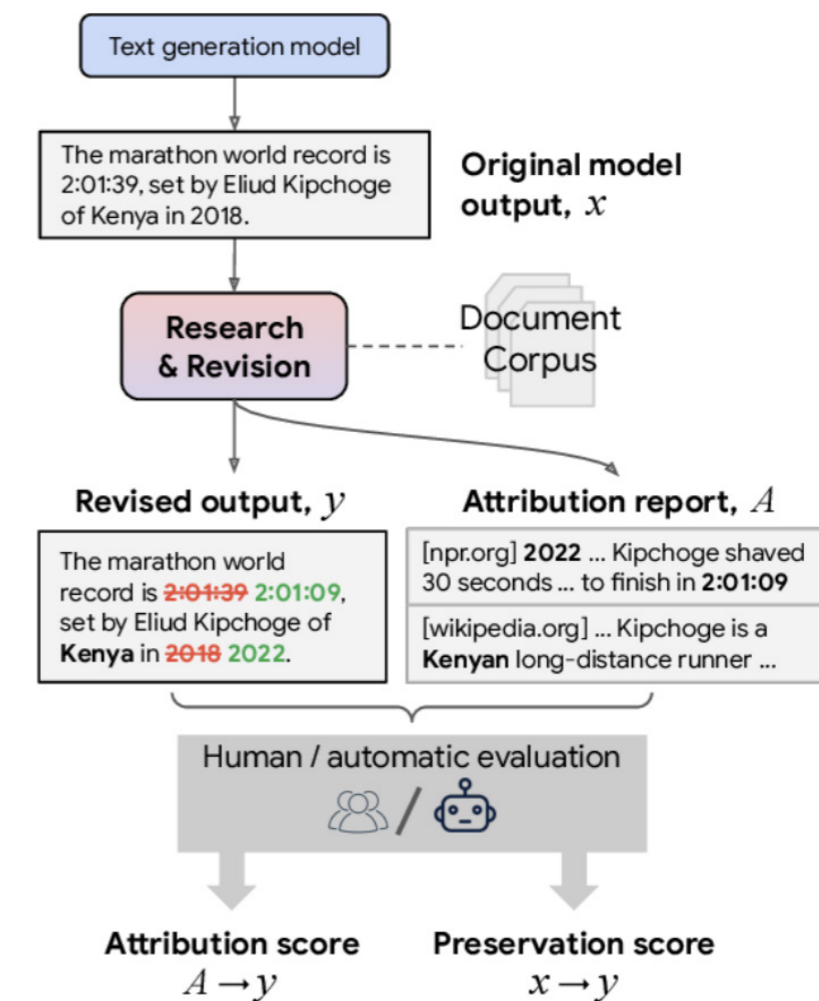 Text generation model
The marathon world record is
2:01:39, set by Eliud Kipchoge
of Kenya in 2018.
Original model
output, x
Research
& Revision
Document
Corpus
Revised output, y
The marathon world
record is 2:01:39 2:01:09,
set by Eliud Kipchoge of
Kenya in 2018 2022.
Attribution report, A
[npr.org] 2022 ... Kipchoge shaved
30 seconds ... to finish in 2:01:09
[wikipedia.org] ... Kipchoge is a
Kenyan long-distance runner ...
Human / automatic evaluation
/
Attribution score
A → y
Preservation score
x → y